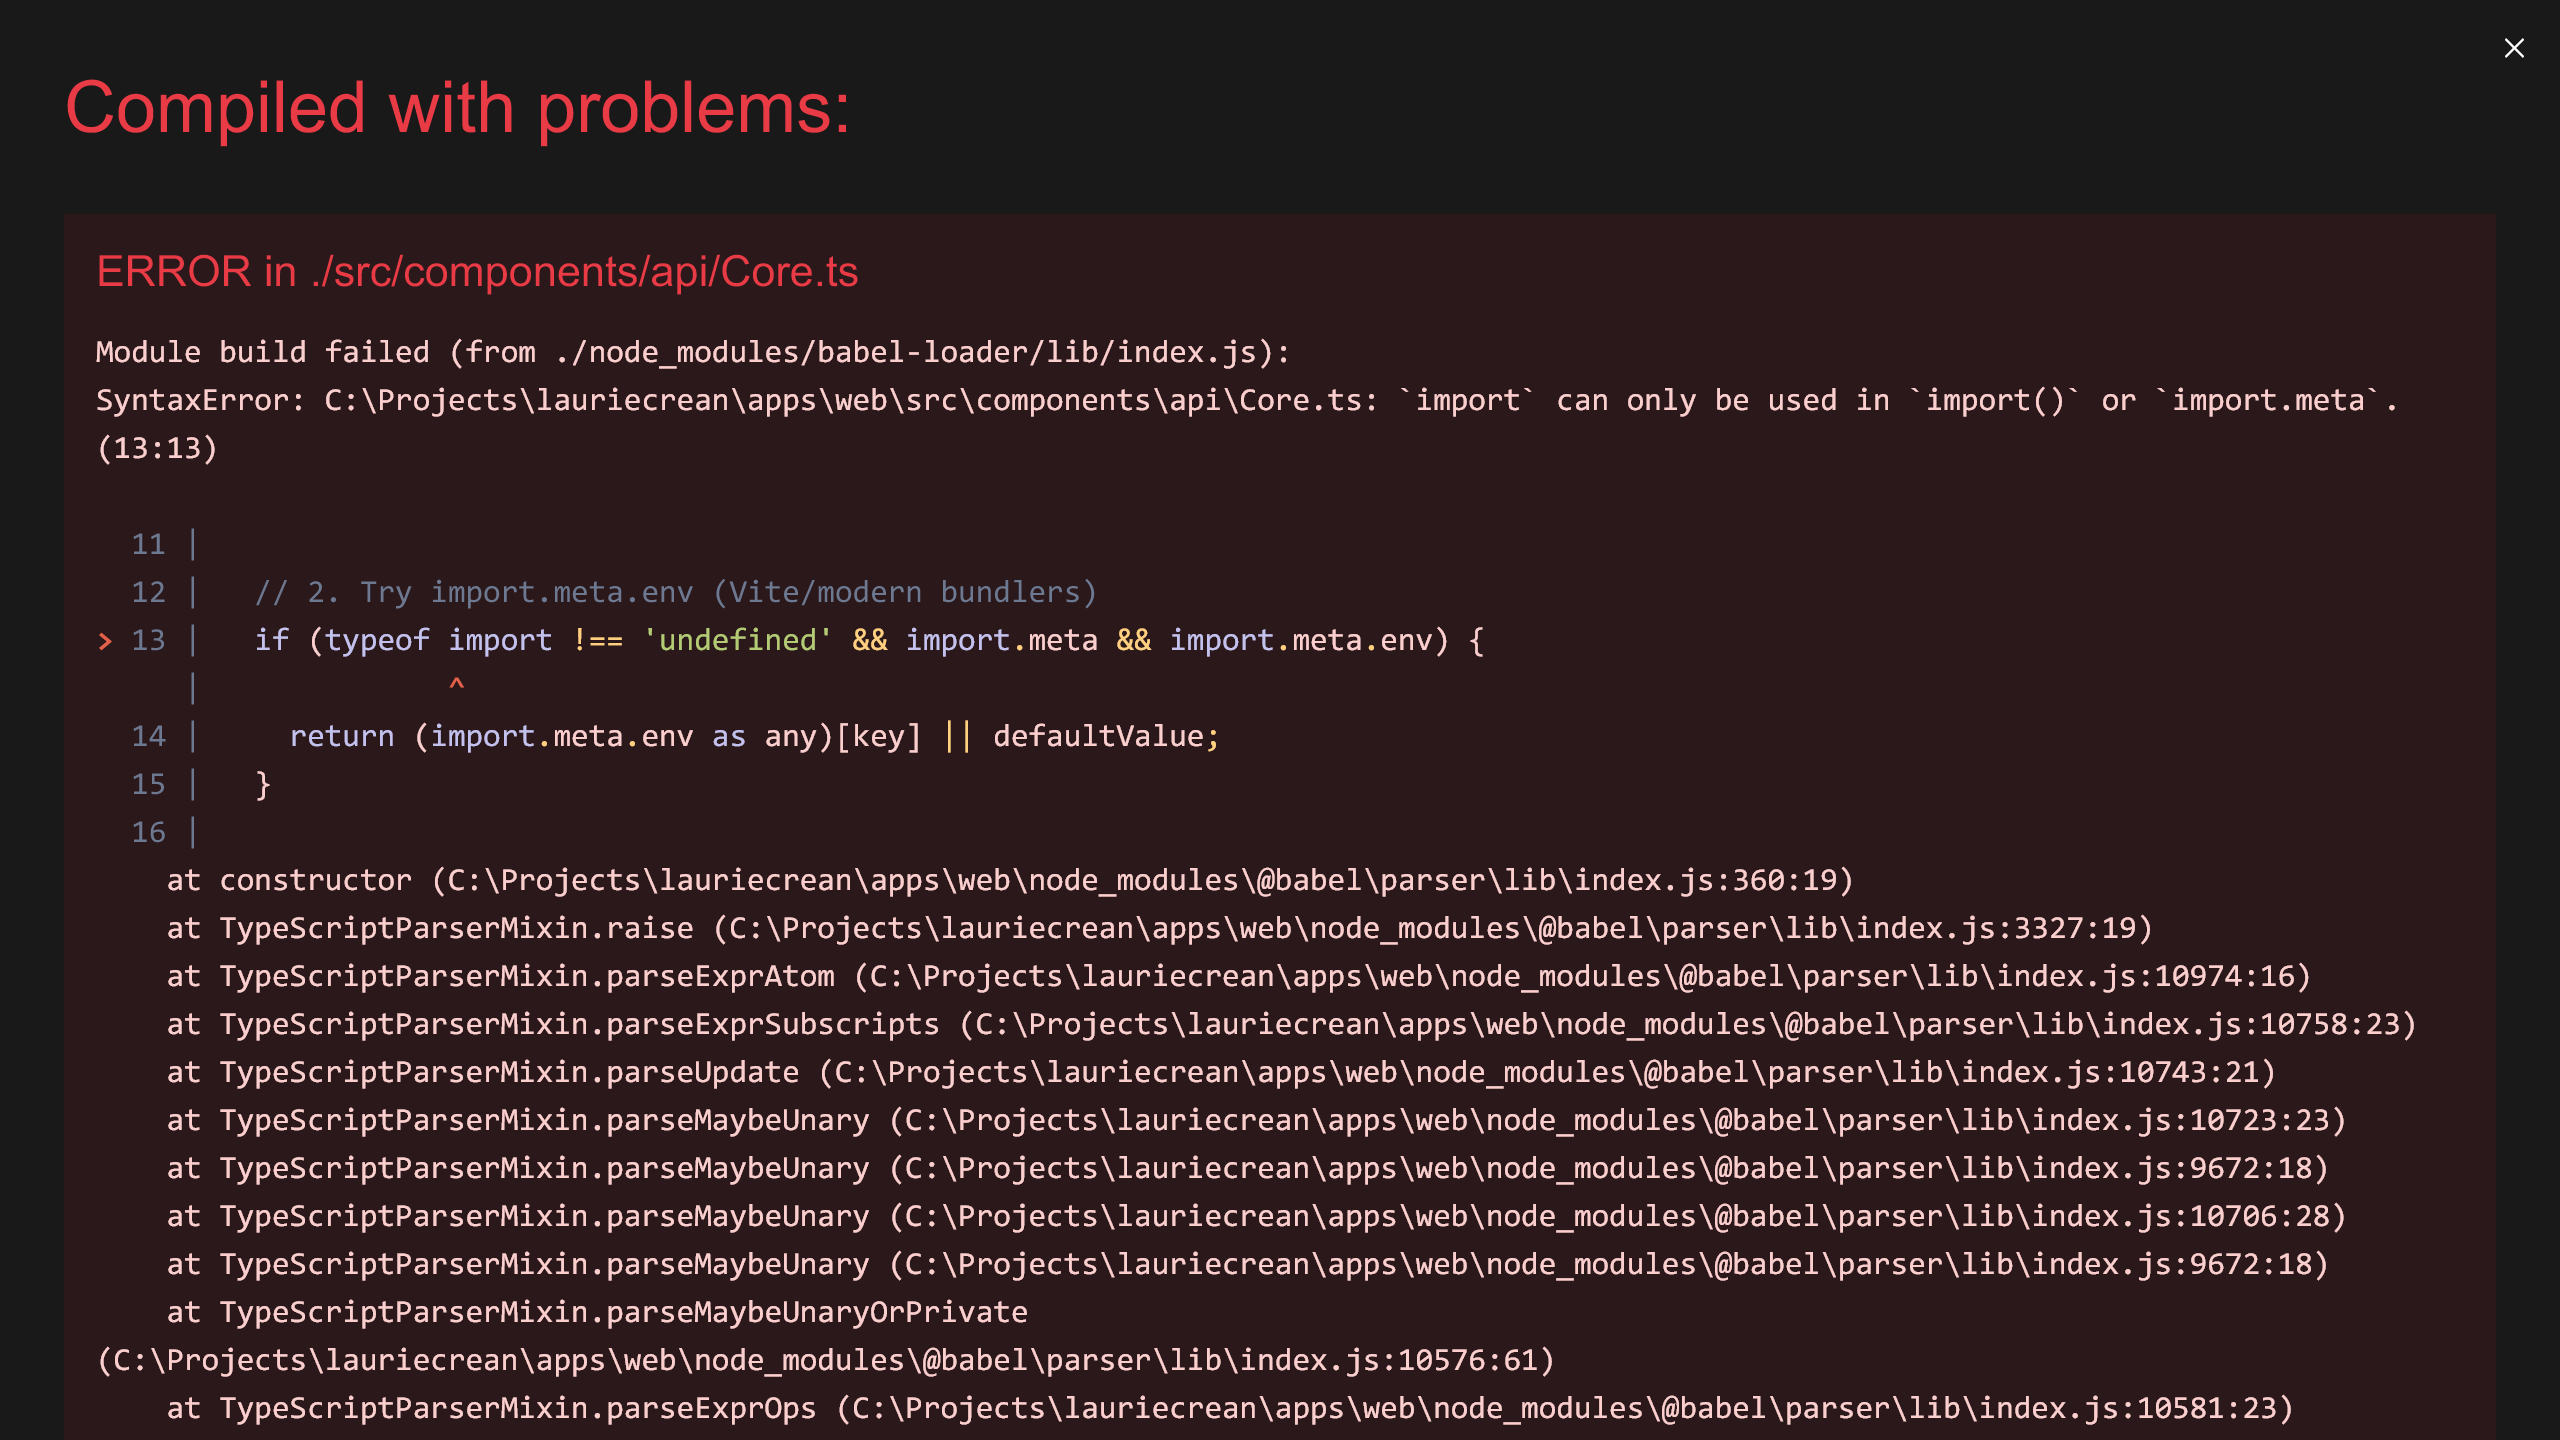 Compiled with problems:
×
ERROR in ./src/components/api/Core.ts
Module build failed (from ./node_modules/babel-loader/lib/index.js):
SyntaxError: C:\Projects\lauriecrean\apps\web\src\components\api\Core.ts: `import` can only be used in `import()` or `import.meta`.
(13:13)
  11 |
  12 |   // 2. Try import.meta.env (Vite/modern bundlers)
> 13 |   if (typeof import !== 'undefined' && import.meta && import.meta.env) {
     |              ^
  14 |     return (import.meta.env as any)[key] || defaultValue;
  15 |   }
  16 |
    at constructor (C:\Projects\lauriecrean\apps\web\node_modules\@babel\parser\lib\index.js:360:19)
    at TypeScriptParserMixin.raise (C:\Projects\lauriecrean\apps\web\node_modules\@babel\parser\lib\index.js:3327:19)
    at TypeScriptParserMixin.parseExprAtom (C:\Projects\lauriecrean\apps\web\node_modules\@babel\parser\lib\index.js:10974:16)
    at TypeScriptParserMixin.parseExprSubscripts (C:\Projects\lauriecrean\apps\web\node_modules\@babel\parser\lib\index.js:10758:23)
    at TypeScriptParserMixin.parseUpdate (C:\Projects\lauriecrean\apps\web\node_modules\@babel\parser\lib\index.js:10743:21)
    at TypeScriptParserMixin.parseMaybeUnary (C:\Projects\lauriecrean\apps\web\node_modules\@babel\parser\lib\index.js:10723:23)
    at TypeScriptParserMixin.parseMaybeUnary (C:\Projects\lauriecrean\apps\web\node_modules\@babel\parser\lib\index.js:9672:18)
    at TypeScriptParserMixin.parseMaybeUnary (C:\Projects\lauriecrean\apps\web\node_modules\@babel\parser\lib\index.js:10706:28)
    at TypeScriptParserMixin.parseMaybeUnary (C:\Projects\lauriecrean\apps\web\node_modules\@babel\parser\lib\index.js:9672:18)
    at TypeScriptParserMixin.parseMaybeUnaryOrPrivate
(C:\Projects\lauriecrean\apps\web\node_modules\@babel\parser\lib\index.js:10576:61)
    at TypeScriptParserMixin.parseExprOps (C:\Projects\lauriecrean\apps\web\node_modules\@babel\parser\lib\index.js:10581:23)